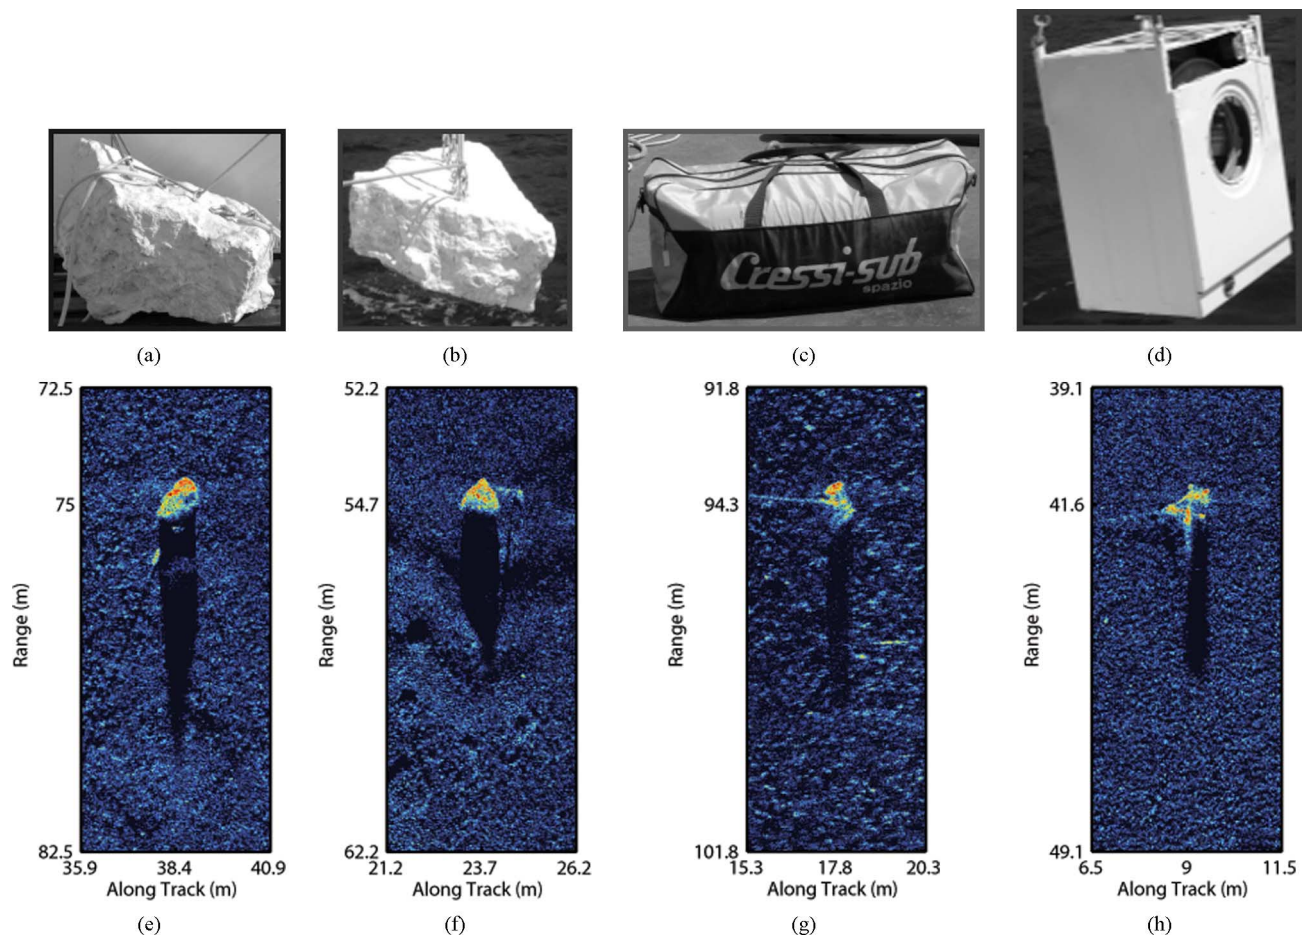 Cressi-sub
spazio
(a)
(b)
(c)
(d)
72.5
75
82.5
35.9
38.4
40.9
Range (m)
Along Track (m)
52.2
54.7
62.2
21.2
23.7
26.2
Range (m)
Along Track (m)
91.8
94.3
101.8
15.3
17.8
20.3
Range (m)
Along Track (m)
39.1
41.6
49.1
6.5
9
11.5
Range (m)
Along Track (m)
(e)
(f)
(g)
(h)